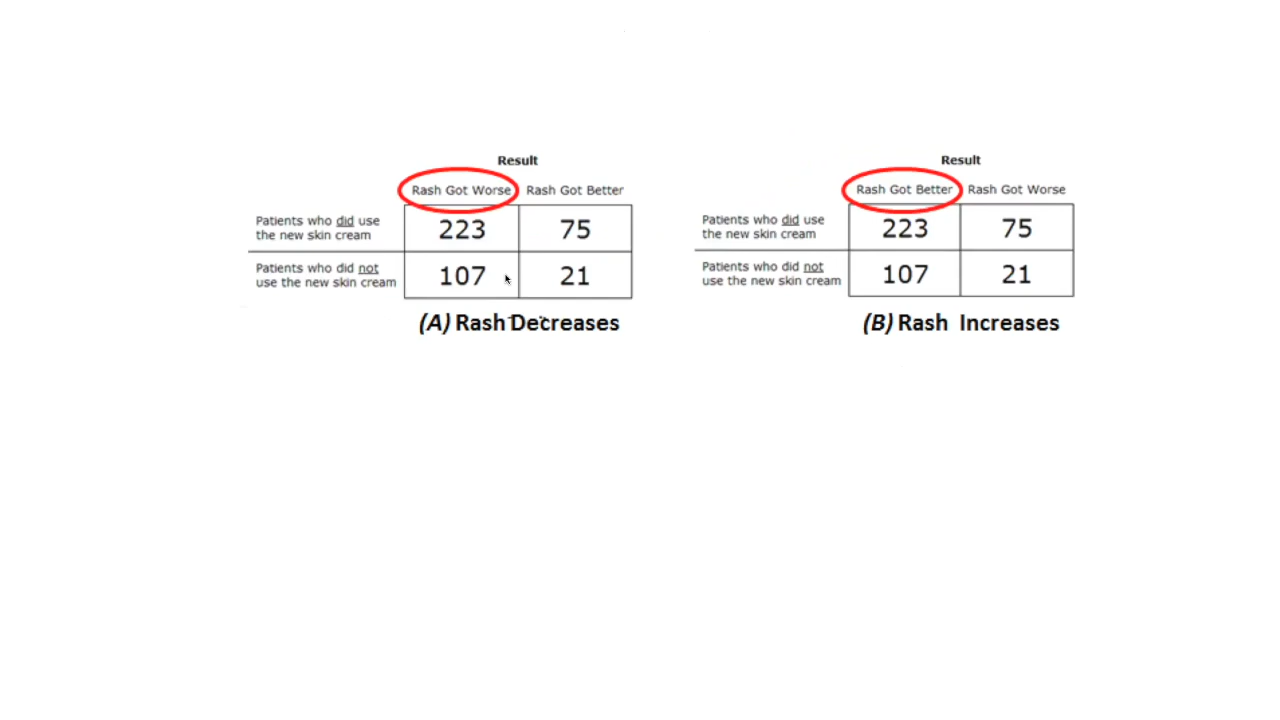 Result
Rash Got Worse Rash Got Better
Patients who did use
the new skin cream
223 75
Patients who did not
use the new skin cream
107 21
(A) Rash Decreases
Result
Rash Got Better Rash Got Worse
Patients who did use
the new skin cream
223 75
Patients who did not
use the new skin cream
107 21
(B) Rash Increases